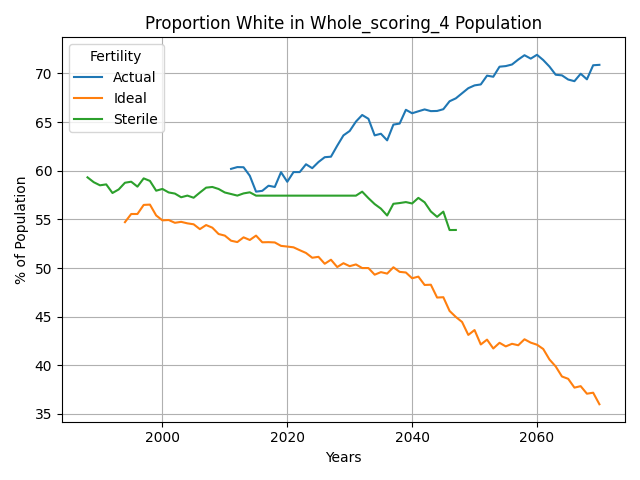 Proportion White in Whole_scoring_4 Population
Fertility
Actual
Ideal
Sterile
% of Population
70
65
60
55
50
45
40
35
2000
2020
2040
2060
Years